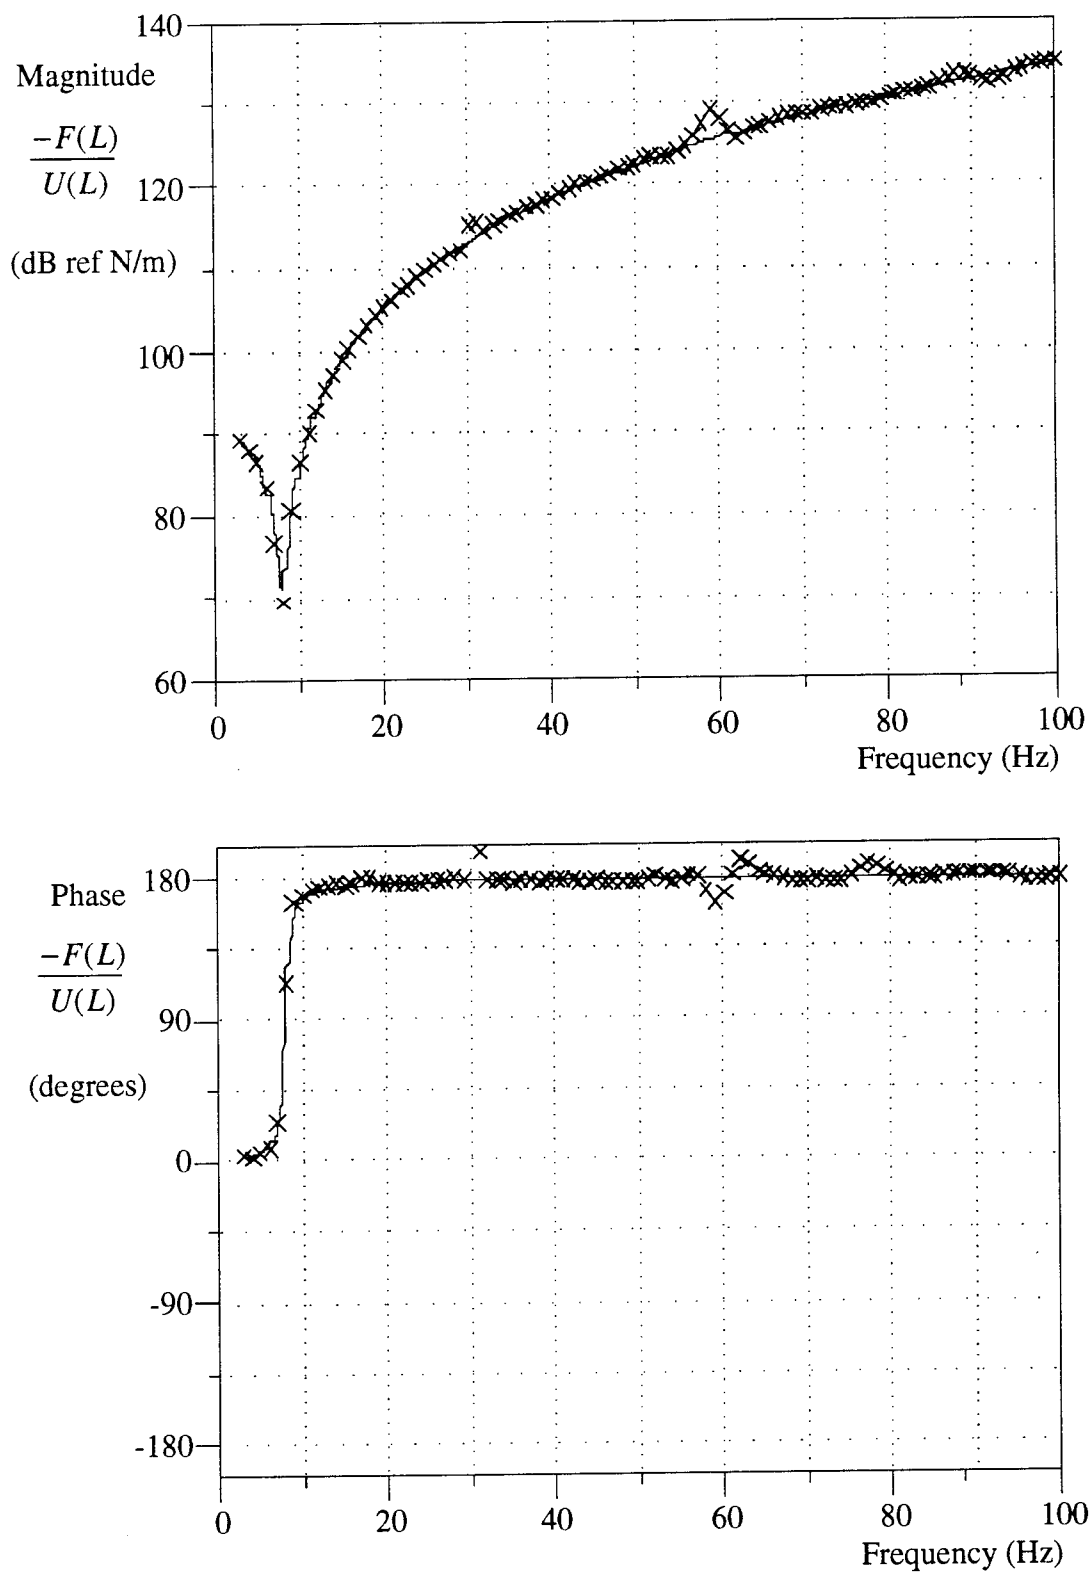 140
Magnitude
−F(L)
U(L)
120
(dB ref N/m)
100
80
60
0 20 40 60 80 100
Frequency (Hz)
Phase
180
−F(L)
U(L)
90
(degrees)
0
-90
-180
0 20 40 60 80 100
Frequency (Hz)